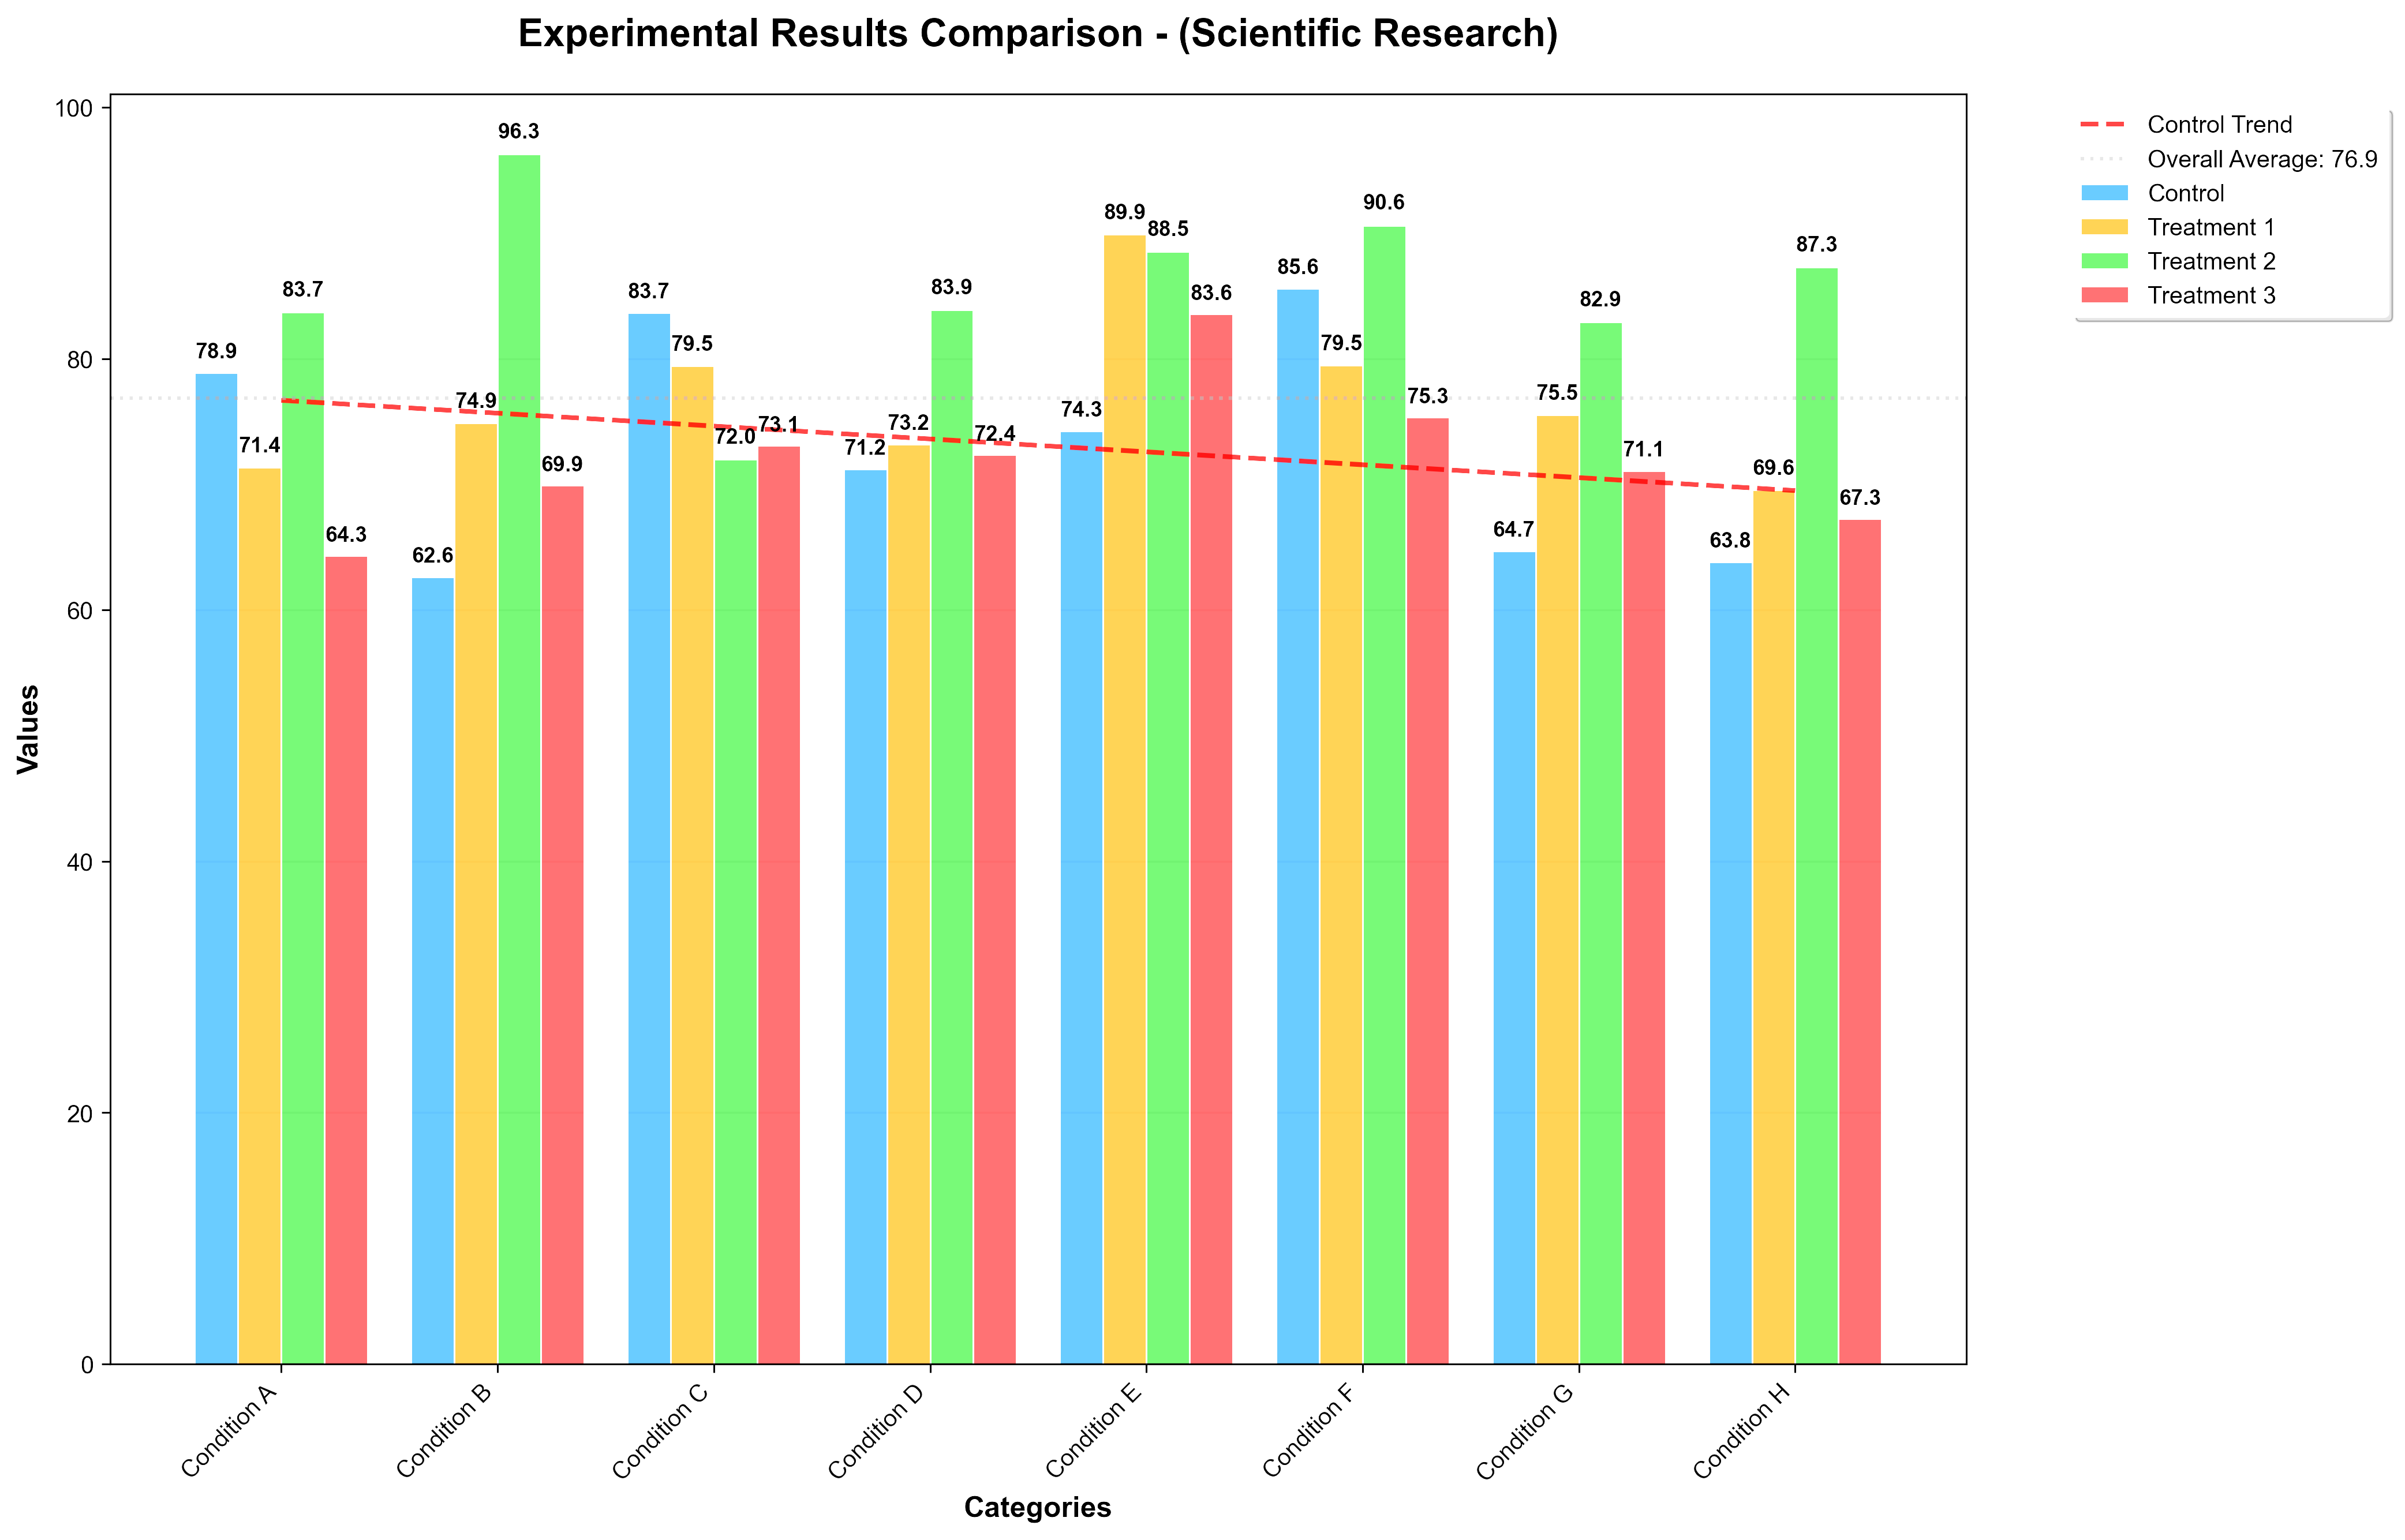 Experimental Results Comparison - (Scientific Research)
100
80
60
40
20
0
Values
78.9
71.4
83.7
64.3
62.6
74.9
96.3
69.9
83.7
79.5
72.0
73.1
71.2
73.2
83.9
72.4
74.3
89.9
88.5
83.6
85.6
79.5
90.6
75.3
64.7
75.5
82.9
71.1
63.8
69.6
87.3
67.3
Condition A
Condition B
Condition C
Condition D
Condition E
Condition F
Condition G
Condition H
Categories
Control Trend
Overall Average: 76.9
Control
Treatment 1
Treatment 2
Treatment 3